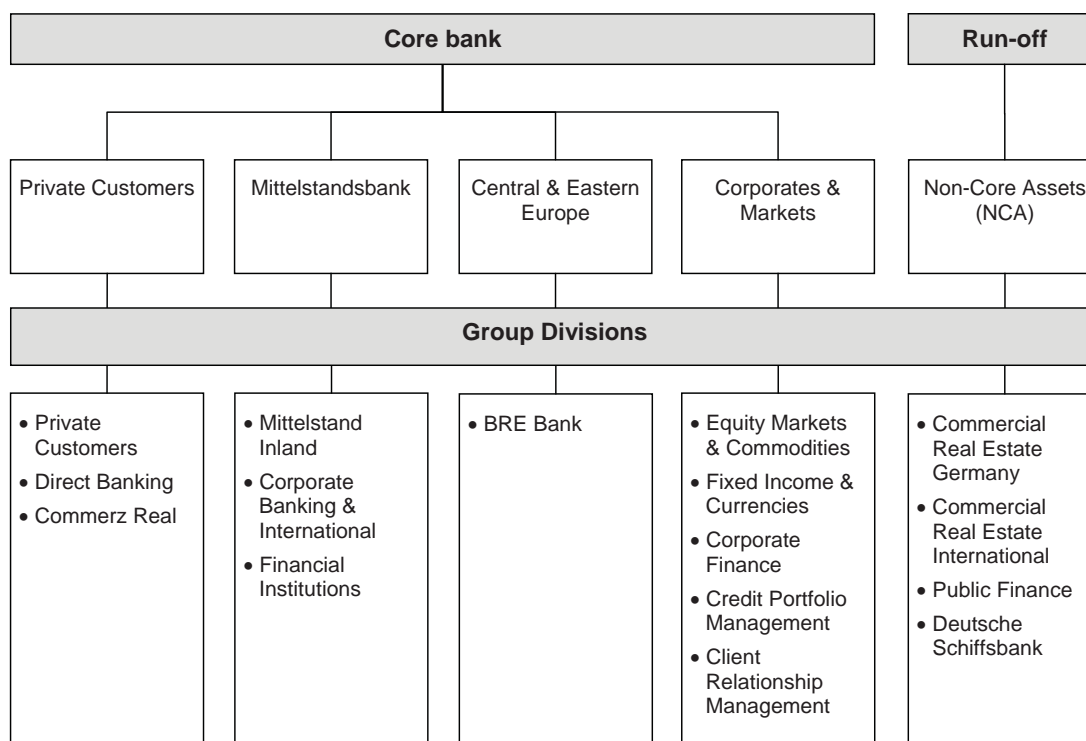 Core bank
Run-off
Private Customers
Mittelstandsbank
Central & Eastern
Europe
Corporates &
Markets
Non-Core Assets
(NCA)
Group Divisions
• Private
Customers
• Direct Banking
• Commerz Real
• Mittelstand
Inland
• Corporate
Banking &
International
• Financial
Institutions
• BRE Bank
• Equity Markets
& Commodities
• Fixed Income &
Currencies
• Corporate
Finance
• Credit Portfolio
Management
• Client
Relationship
Management
• Commercial
Real Estate
Germany
• Commercial
Real Estate
International
• Public Finance
• Deutsche
Schiffsbank